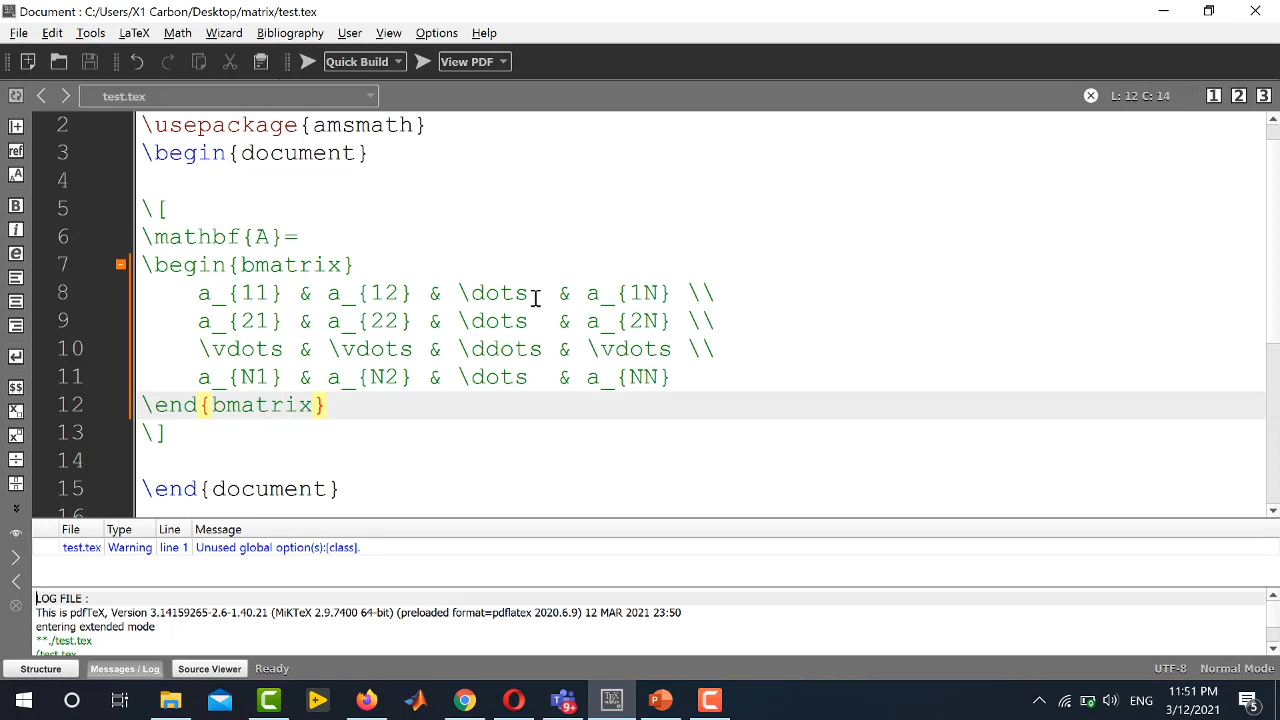 Document : C:/Users/X1 Carbon/Desktop/matrix/test.tex
File Edit Tools LaTeX Math Wizard Bibliography User View Options Help
Quick Build View PDF
test.tex L: 12 C: 14 1 2 3
2 \usepackage{amsmath}
3 \begin{document}
4
5 \[
6 \mathbf{A}=
7 \begin{bmatrix}
8 a_{11} & a_{12} & \dots & a_{1N} \\
9 a_{21} & a_{22} & \dots & a_{2N} \\
10 \vdots & \vdots & \ddots & \vdots \\
11 a_{N1} & a_{N2} & \dots & a_{NN}
12 \end{bmatrix}
13 \]
14
15 \end{document}
16
File Type Line Message
test.tex Warning line 1 Unused global option(s):[class].
LOG FILE :
This is pdfTeX, Version 3.14159265-2.6-1.40.21 (MiKTeX 2.9.7400 64-bit) (preloaded format=pdflatex 2020.6.9) 12 MAR 2021 23:50
entering extended mode
**./test.tex
(test.tex
Structure Messages / Log Source Viewer Ready UTF-8 Normal Mode
ENG 11:51 PM
3/12/2021